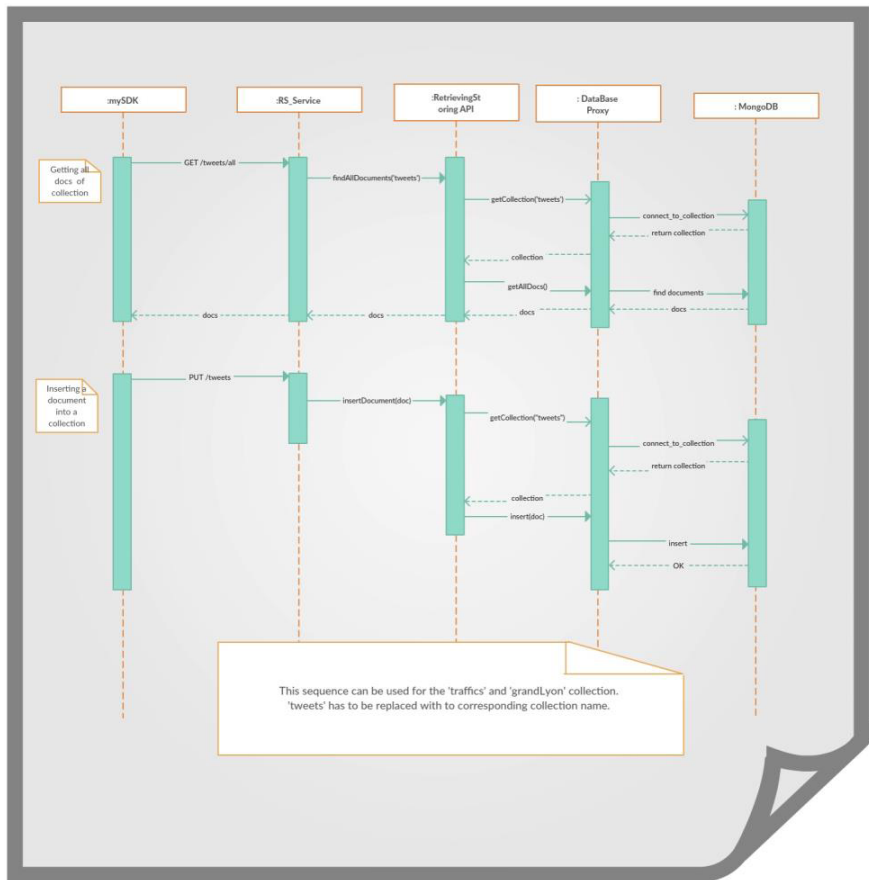 :mySDK
:RS_Service
:RetrievingSt
oring API
: DataBase
Proxy
: MongoDB
Getting all
docs of
collection
GET /tweets/all
findAllDocuments('tweets')
getCollection('tweets')
connect_to_collection
return collection
collection
getAllDocs()
find documents
docs
docs
docs
docs
Inserting a
document
into a
collection
PUT /tweets
insertDocument(doc)
getCollection("tweets")
connect_to_collection
return collection
collection
insert(doc)
insert
OK
This sequence can be used for the 'traffics' and 'grandLyon' collection.
'tweets' has to be replaced with to corresponding collection name.